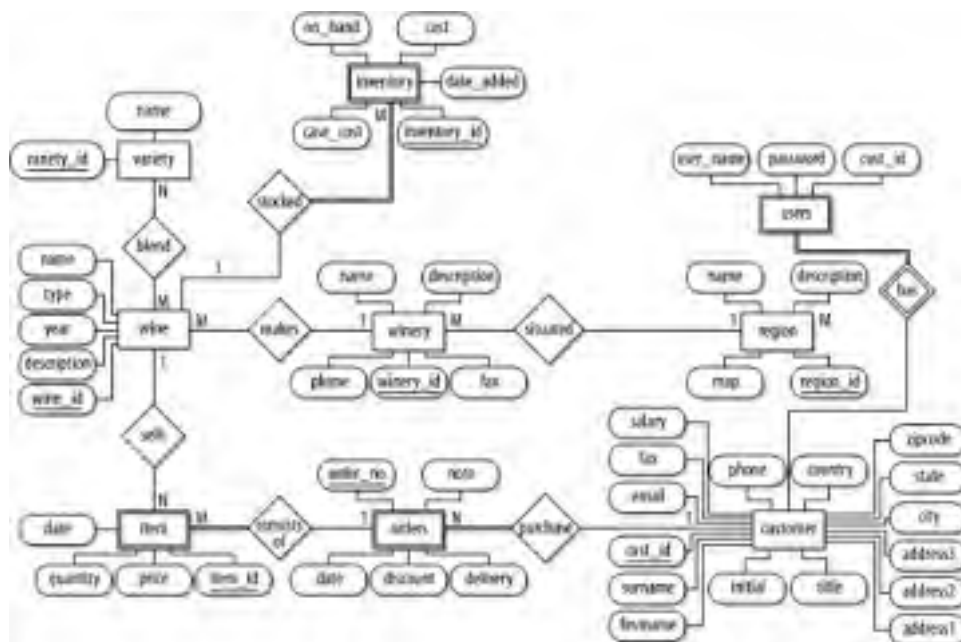 on_hand
cost
inventory
date_added
case_cost
M
inventory_id
name
variety_id
variety
N
stocked
user_name
password
cust_id
users
blend
1
has
name
type
year
description
wine_id
M
wine
M
1
makes
name
description
1
winery
M
phone
winery_id
fax
situated
name
description
1
region
M
map
region_id
sells
N
salary
fax
email
cust_id
surname
firstname
phone
country
zipcode
state
city
address3
address2
address1
1
customer
initial
title
date
item
M
quantity
price
item_id
consists
of
order_no
note
1
orders
N
date
discount
delivery
purchase